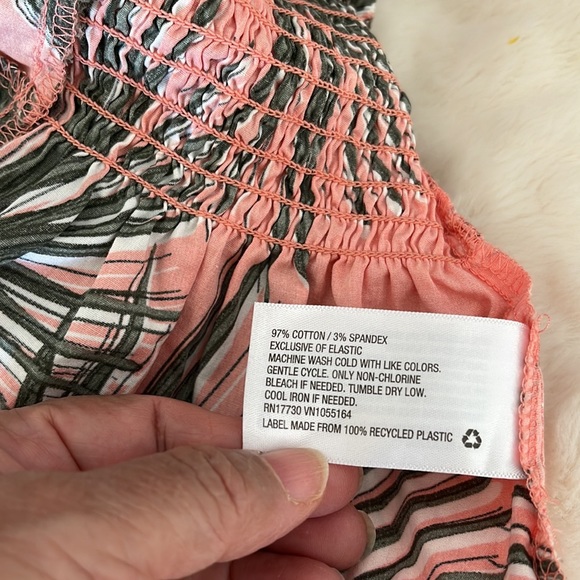 97% COTTON / 3% SPANDEX
EXCLUSIVE OF ELASTIC
MACHINE WASH COLD WITH LIKE COLORS.
GENTLE CYCLE. ONLY NON-CHLORINE
BLEACH IF NEEDED. TUMBLE DRY LOW.
COOL IRON IF NEEDED.
RN17730 VN1055164
LABEL MADE FROM 100% RECYCLED PLASTIC